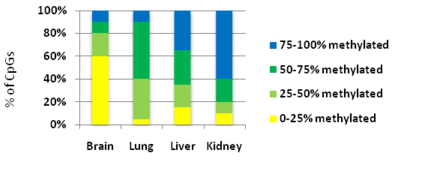 100%
75-100% methylated
80%
50-75% methylated
60%
40%
25-50% methylated
20%
0-25% methylated
0%
% of CpGs
Brain Lung Liver Kidney